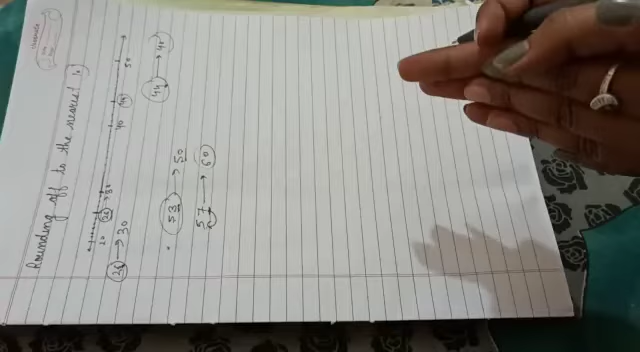 Rounding off to the nearest 10
20 26 → 30 40 44 50
26 → 30
44 → 40
53 → 50
57 → 60